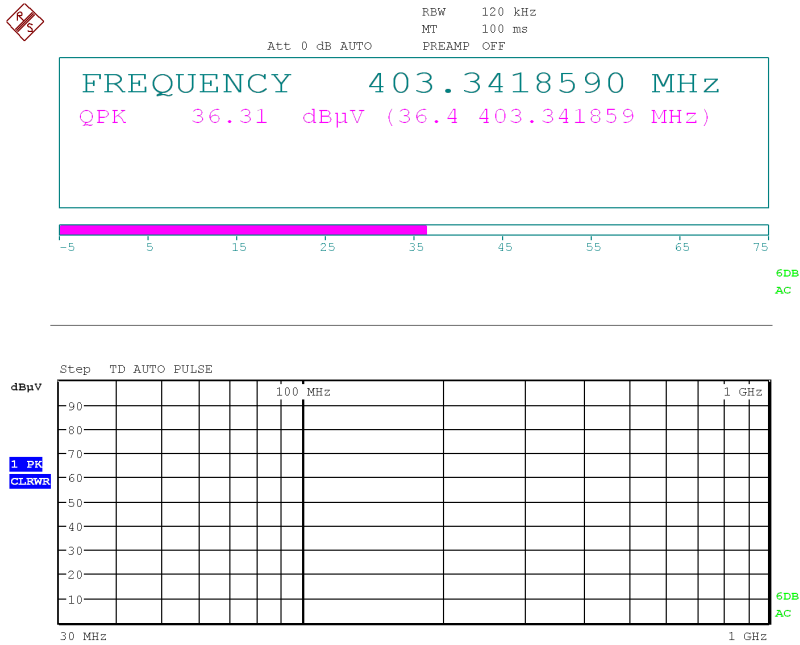 R S
RBW 120 kHz
MT 100 ms
Att 0 dB AUTO PREAMP OFF
FREQUENCY 403.3418590 MHz
QPK 36.31 dBµV (36.4 403.341859 MHz)
-5 5 15 25 35 45 55 65 75
6DB
AC
Step TD AUTO PULSE
dBµV
100 MHz 1 GHz
90
80
70
1 PK
60
CLRWR
50
40
30
20
10
6DB
AC
30 MHz 1 GHz